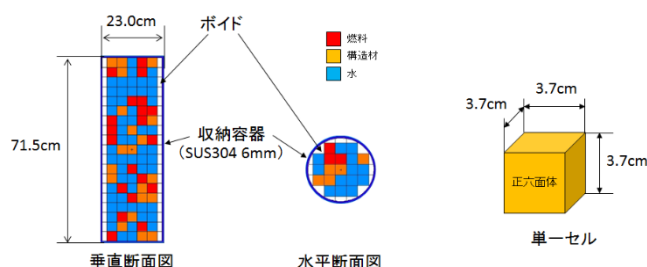 23.0cm
ボイド
燃料
構造材
水
3.7cm
3.7cm
71.5cm
収納容器
（SUS304 6mm）
3.7cm
正六面体
単一セル
垂直断面図
水平断面図